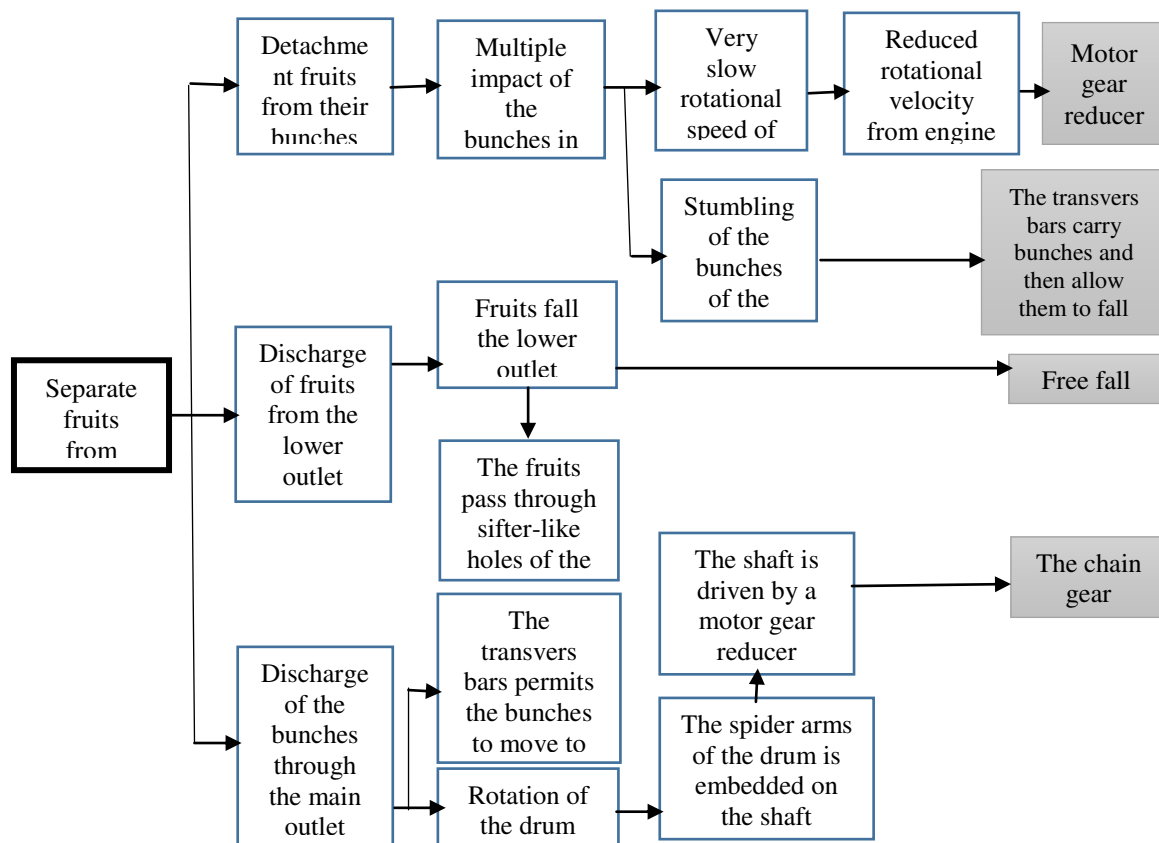 Detachme
nt fruits
from their
bunches
Multiple
impact of
the
bunches in
Very
slow
rotational
speed of
Reduced
rotational
velocity
from engine
Motor
gear
reducer
Stumbling
of the
bunches
of the
The transvers
bars carry
bunches and
then allow
them to fall
Separate
fruits
from
Discharge
of fruits
from the
lower
outlet
Fruits fall
the lower
outlet
Free fall
The fruits
pass through
sifter-like
holes of the
Discharge
of the
bunches
through
the main
outlet
The
transvers
bars permits
the bunches
to move to
Rotation of
the drum
The spider arms
of the drum is
embedded on
the shaft
The shaft is
driven by a
motor gear
reducer
The chain
gear